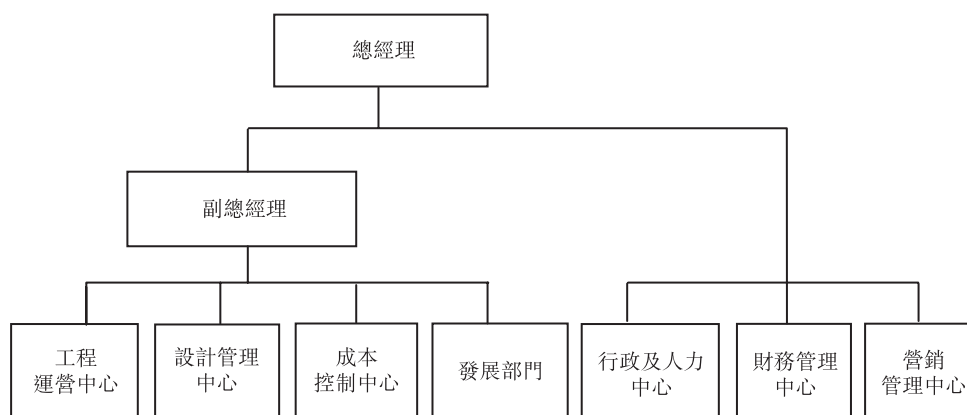 總經理
副總經理
工程
運營中心
設計管理
中心
成本
控制中心
發展部門
行政及人力
中心
財務管理
中心
營銷
管理中心